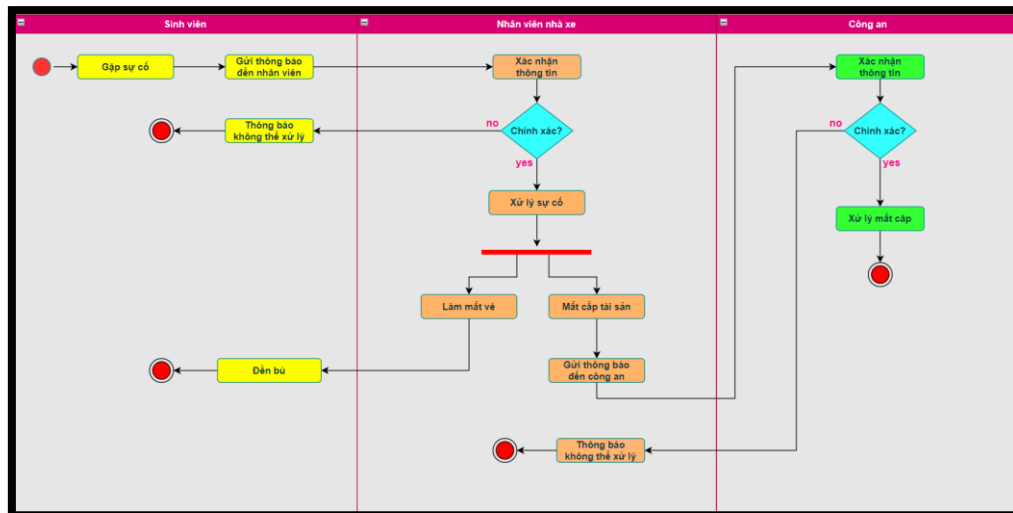 Sinh viên
Nhân viên nhà xe
Công an
Gặp sự cố
Gửi thông báo
đến nhân viên
Xác nhận
thông tin
Xác nhận
thông tin
Thông báo
không thể xử lý
no
Chính xác?
no
Chính xác?
yes
yes
Xử lý sự cố
Xử lý mất cắp
Làm mất vé
Mất cắp tài sản
Đền bù
Gửi thông báo
đến công an
Thông báo
không thể xử lý